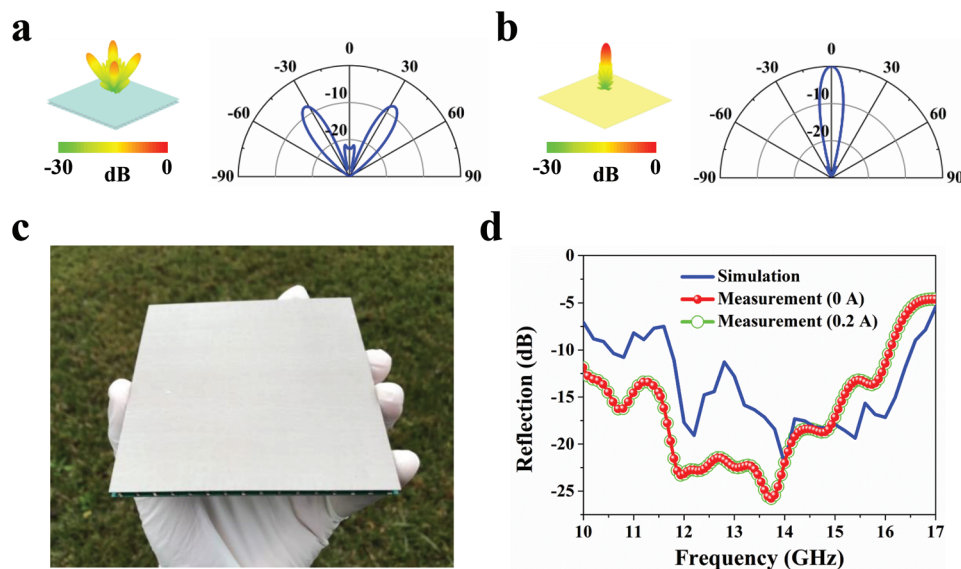 a
0
-30
30
-10
-60
60
-20
-90
90
-30
0
dB
b
0
-30
30
-10
-60
60
-20
-90
90
-30
0
dB
c
d
0
-5
-10
-15
-20
-25
Reflection (dB)
Simulation
Measurement (0 A)
Measurement (0.2 A)
10 11 12 13 14 15 16 17
Frequency (GHz)